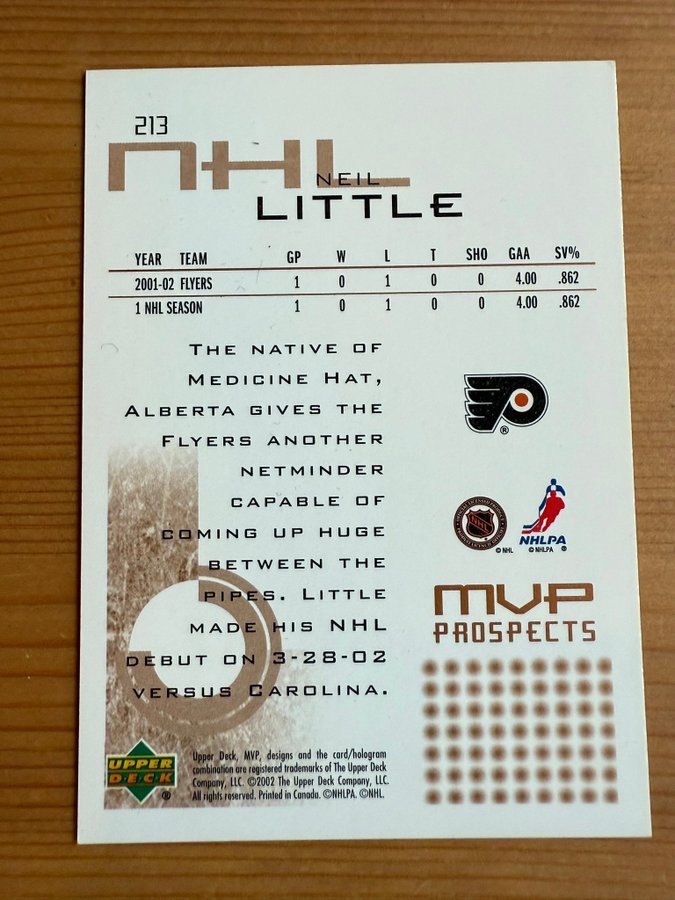 213
NHL
NEIL
LITTLE
YEAR TEAM GP W L T SHO GAA SV%
2001-02 FLYERS 1 0 1 0 0 4.00 .862
1 NHL SEASON 1 0 1 0 0 4.00 .862
THE NATIVE OF
MEDICINE HAT,
ALBERTA GIVES THE
FLYERS ANOTHER
NETMINDER
CAPABLE OF
COMING UP HUGE
BETWEEN THE
PIPES. LITTLE
MADE HIS NHL
DEBUT ON 3-28-02
VERSUS CAROLINA.
®
NHL
© NHL
NHLPA
© NHLPA ®
MVP
PROSPECTS
UPPER
DECK
®
Upper Deck, MVP, designs and the card/hologram
combination are registered trademarks of The Upper Deck
Company, LLC. ©2002 The Upper Deck Company, LLC.
All rights reserved. Printed in Canada. ©NHLPA. ©NHL.